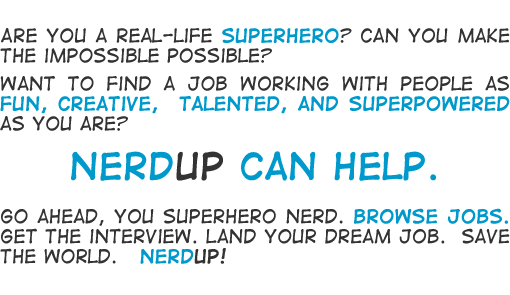 ARE YOU A REAL-LIFE SUPERHERO? CAN YOU MAKE
THE IMPOSSIBLE POSSIBLE?
WANT TO FIND A JOB WORKING WITH PEOPLE AS
FUN, CREATIVE, TALENTED, AND SUPERPOWERED
AS YOU ARE?
NERDUP CAN HELP.
GO AHEAD, YOU SUPERHERO NERD. BROWSE JOBS.
GET THE INTERVIEW. LAND YOUR DREAM JOB. SAVE
THE WORLD. NERDUP!